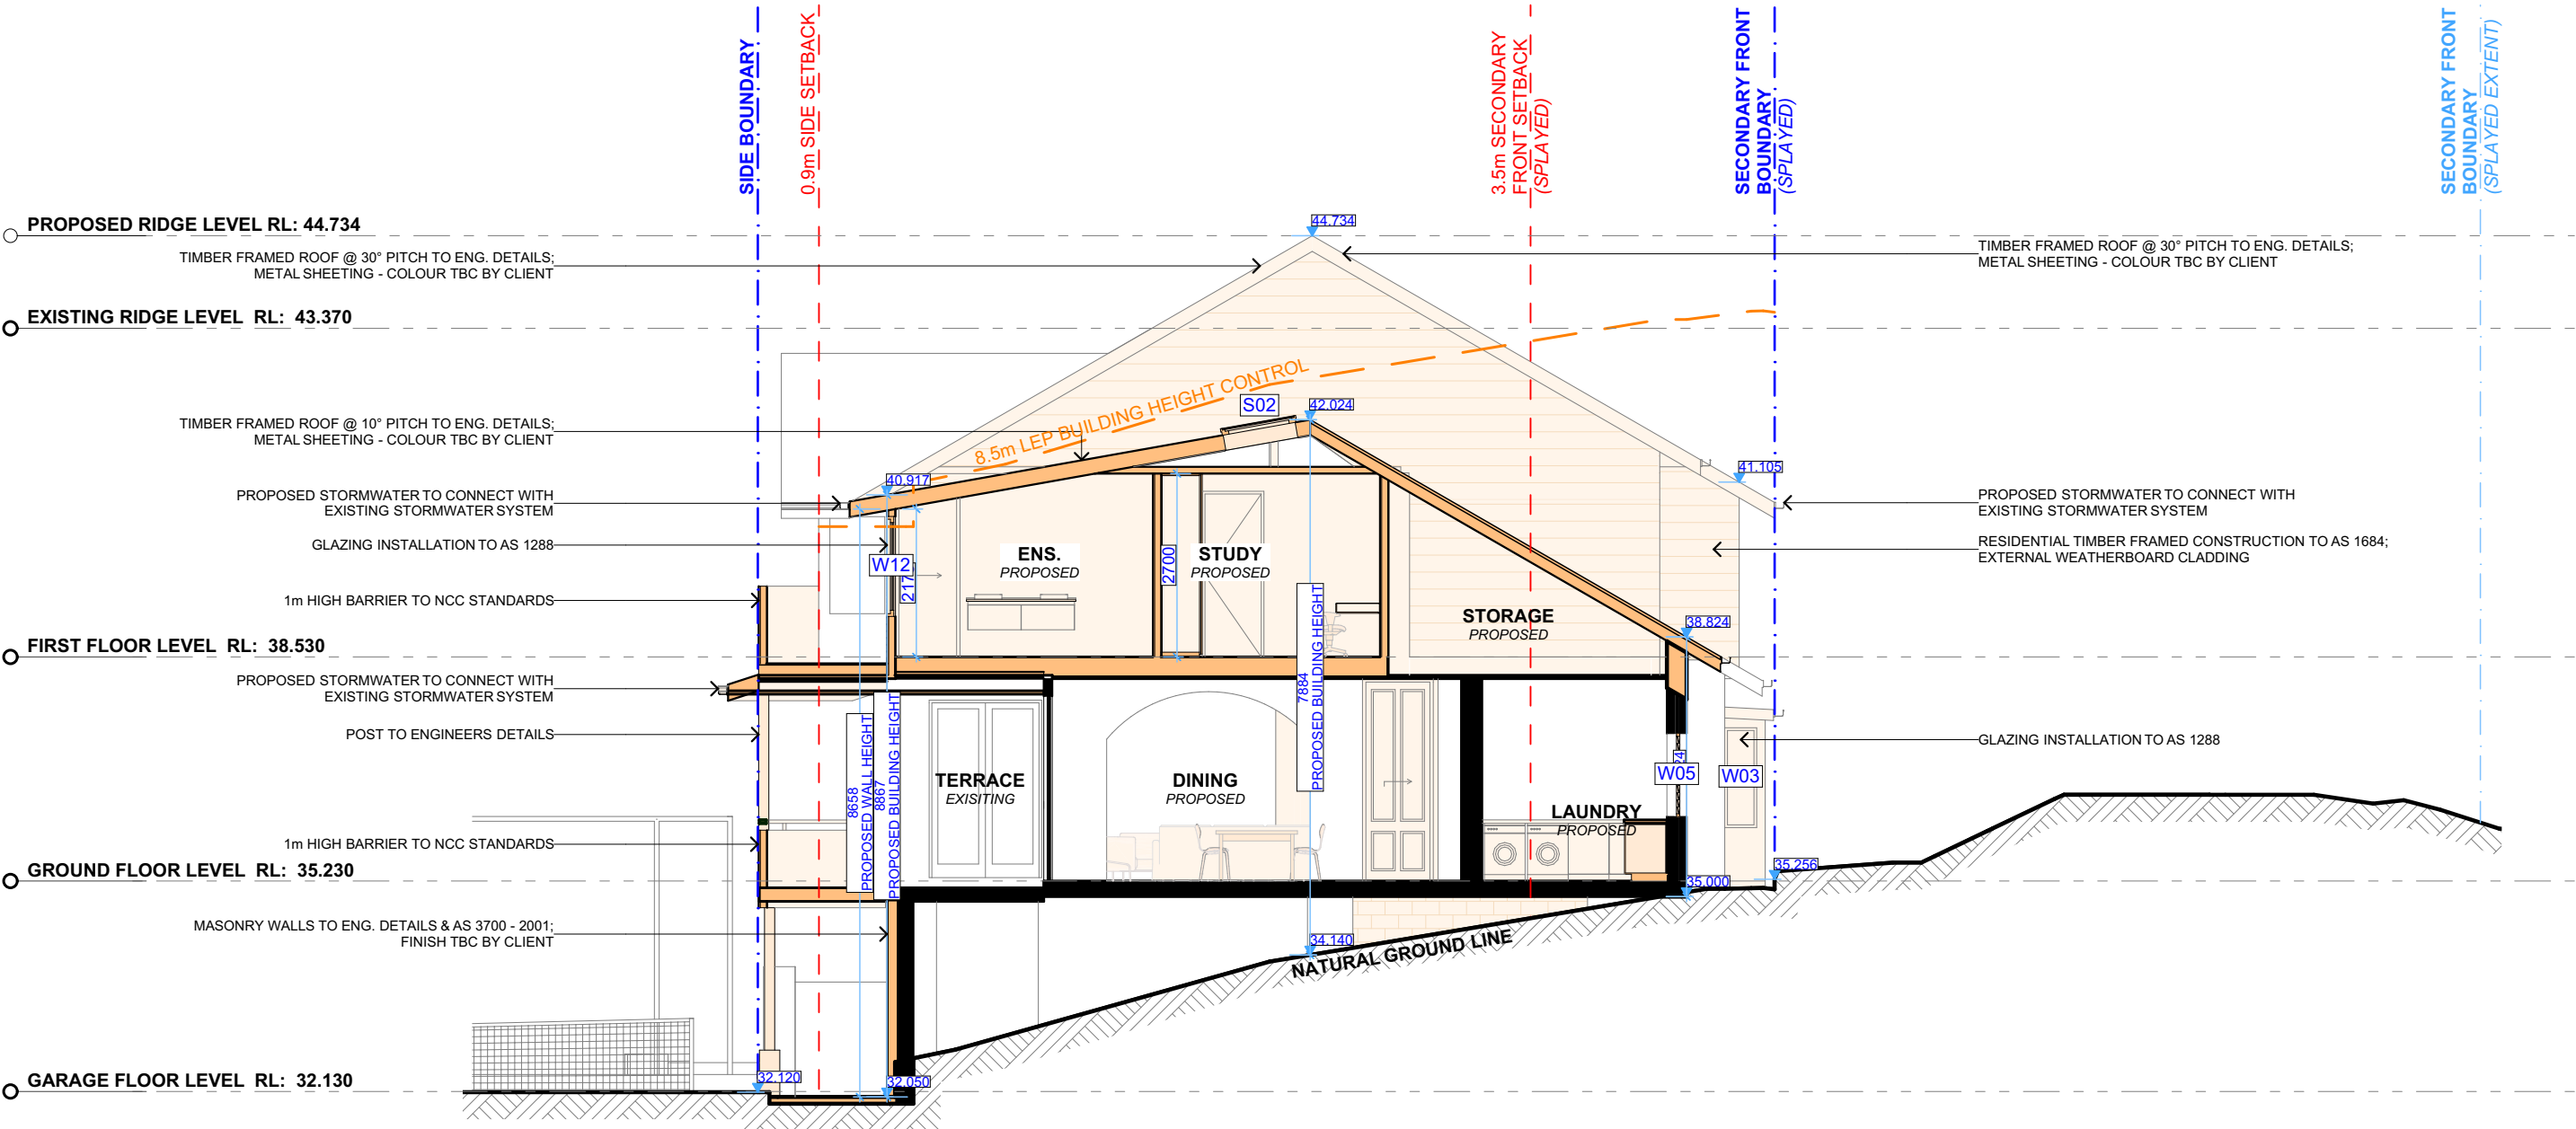 SIDE BOUNDARY
0.9m SIDE SETBACK
3.5m SECONDARY
FRONT SETBACK
(SPLAYED)
SECONDARY FRONT
BOUNDARY
(SPLAYED)
SECONDARY FRONT
BOUNDARY
(SPLAYED EXTENT)
PROPOSED RIDGE LEVEL RL: 44.734
44.734
TIMBER FRAMED ROOF @ 30° PITCH TO ENG. DETAILS;
METAL SHEETING - COLOUR TBC BY CLIENT
TIMBER FRAMED ROOF @ 30° PITCH TO ENG. DETAILS;
METAL SHEETING - COLOUR TBC BY CLIENT
EXISTING RIDGE LEVEL RL: 43.370
8.5m LEP BUILDING HEIGHT CONTROL
S02
42.024
TIMBER FRAMED ROOF @ 10° PITCH TO ENG. DETAILS;
METAL SHEETING - COLOUR TBC BY CLIENT
40.917
41.105
PROPOSED STORMWATER TO CONNECT WITH
EXISTING STORMWATER SYSTEM
PROPOSED STORMWATER TO CONNECT WITH
EXISTING STORMWATER SYSTEM
GLAZING INSTALLATION TO AS 1288
RESIDENTIAL TIMBER FRAMED CONSTRUCTION TO AS 1684;
EXTERNAL WEATHERBOARD CLADDING
W12
ENS.
PROPOSED
2700
STUDY
PROPOSED
1m HIGH BARRIER TO NCC STANDARDS
STORAGE
PROPOSED
38.824
FIRST FLOOR LEVEL RL: 38.530
PROPOSED STORMWATER TO CONNECT WITH
EXISTING STORMWATER SYSTEM
7884
PROPOSED BUILDING HEIGHT
POST TO ENGINEERS DETAILS
GLAZING INSTALLATION TO AS 1288
8658
PROPOSED WALL HEIGHT
8867
PROPOSED BUILDING HEIGHT
TERRACE
EXISITING
DINING
PROPOSED
W05
W03
LAUNDRY
PROPOSED
1m HIGH BARRIER TO NCC STANDARDS
GROUND FLOOR LEVEL RL: 35.230
35.256
35.000
MASONRY WALLS TO ENG. DETAILS & AS 3700 - 2001;
FINISH TBC BY CLIENT
34.140
NATURAL GROUND LINE
GARAGE FLOOR LEVEL RL: 32.130
32.120
32.050